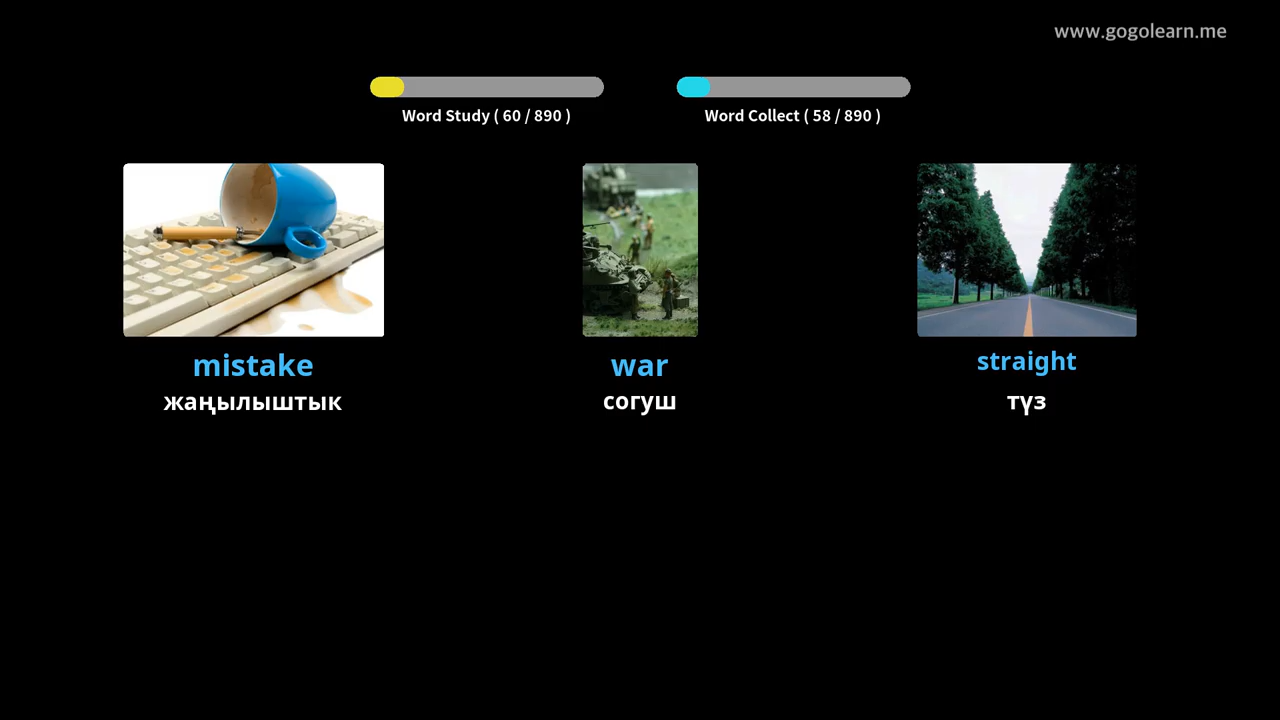 www.gogolearn.me
Word Study ( 60 / 890 )
Word Collect ( 58 / 890 )
mistake
жаңылыштык
war
согуш
straight
түз